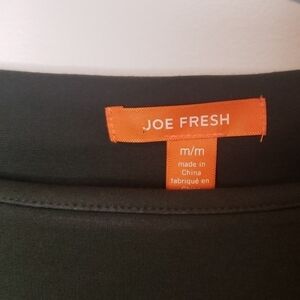 JOE FRESH
m/m
made in
China
fabriqué en